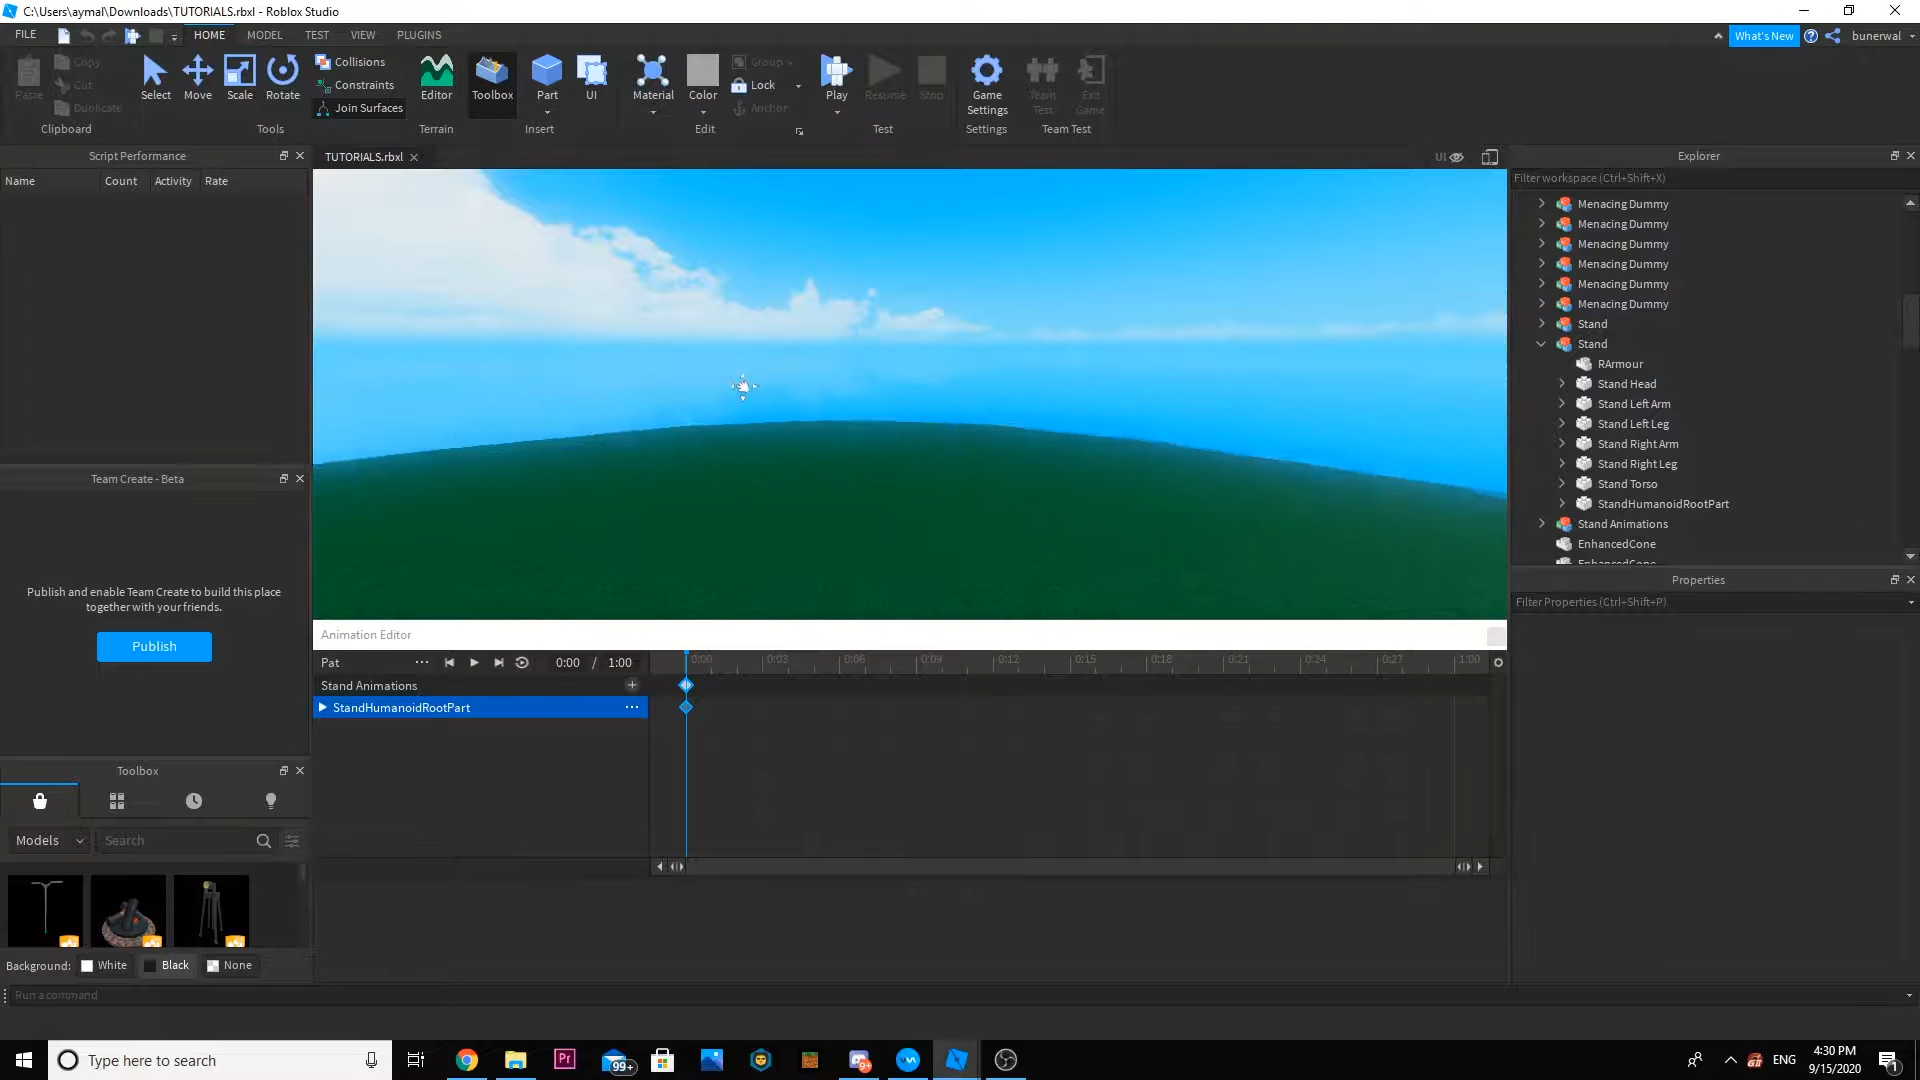 C:\Users\aymal\Downloads\TUTORIALS.rbxl - Roblox Studio
FILE HOME MODEL TEST VIEW PLUGINS What's New bunerwal
Paste Copy Cut Duplicate
Clipboard
Select Move Scale Rotate
Collisions
Constraints
Join Surfaces
Tools
Editor
Terrain
Toolbox Part UI
Insert
Material Color
Group
Lock
Anchor
Edit
Play Resume Stop
Test
Game Settings
Settings
Team Test
Exit Game
Team Test
Script Performance
Name Count Activity Rate
Team Create - Beta
Publish and enable Team Create to build this place together with your friends.
Publish
Toolbox
Models Search
Background: White Black None
Run a command
TUTORIALS.rbxl
UI
Animation Editor
Pat 0:00 / 1:00
0:00 0:03 0:06 0:09 0:12 0:15 0:18 0:21 0:24 0:27 1:00
Stand Animations
StandHumanoidRootPart
Explorer
Filter workspace (Ctrl+Shift+X)
Menacing Dummy
Menacing Dummy
Menacing Dummy
Menacing Dummy
Menacing Dummy
Menacing Dummy
Stand
Stand
RArmour
Stand Head
Stand Left Arm
Stand Left Leg
Stand Right Arm
Stand Right Leg
Stand Torso
StandHumanoidRootPart
Stand Animations
EnhancedCone
EnhancedCone
Properties
Filter Properties (Ctrl+Shift+P)
Type here to search
Pr
99+
9+
ENG
4:30 PM
9/15/2020
1